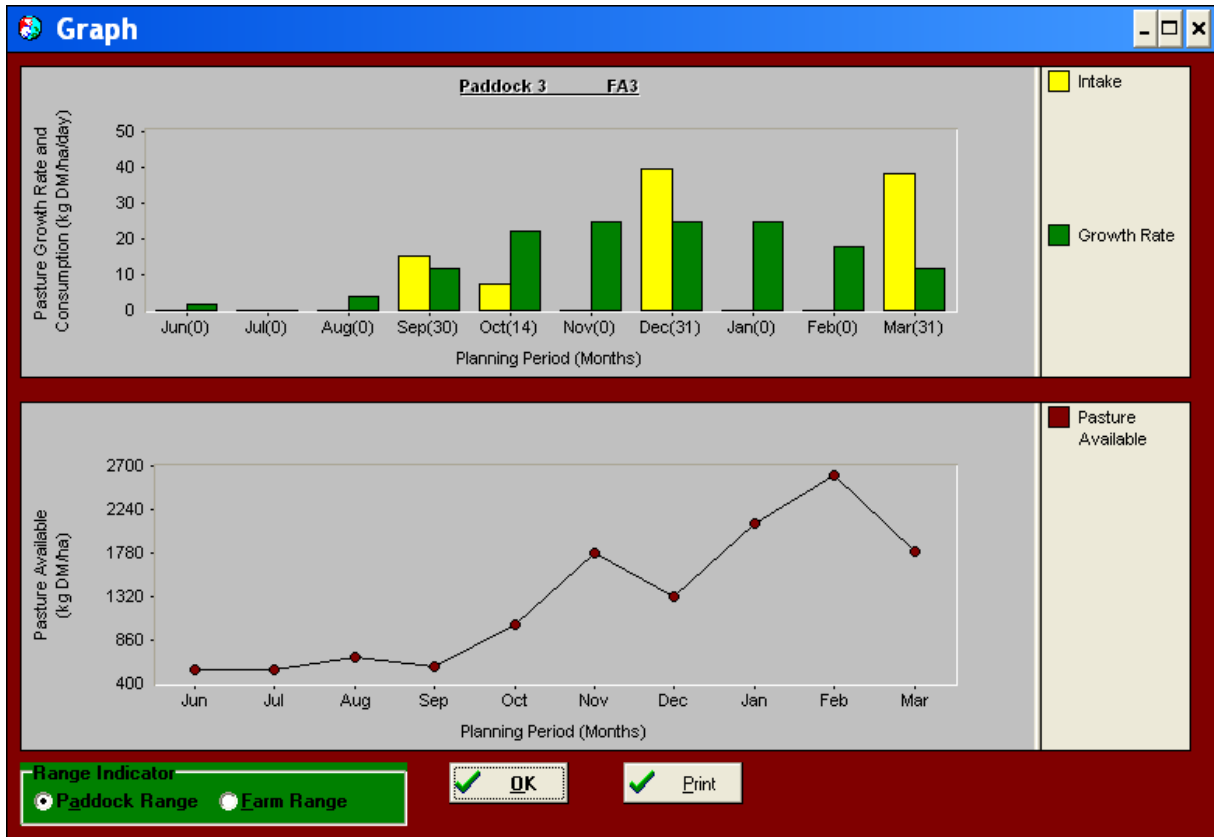 Graph
Paddock 3 FA3
Pasture Growth Rate and
Consumption (kg DM/ha/day)
50
40
30
20
10
0
Jun(0) Jul(0) Aug(0) Sep(30) Oct(14) Nov(0) Dec(31) Jan(0) Feb(0) Mar(31)
Planning Period (Months)
Intake
Growth Rate
Pasture Available
(kg DM/ha)
2700
2240
1780
1320
860
400
Jun Jul Aug Sep Oct Nov Dec Jan Feb Mar
Planning Period (Months)
Pasture
Available
Range Indicator
Paddock Range Farm Range
OK
Print